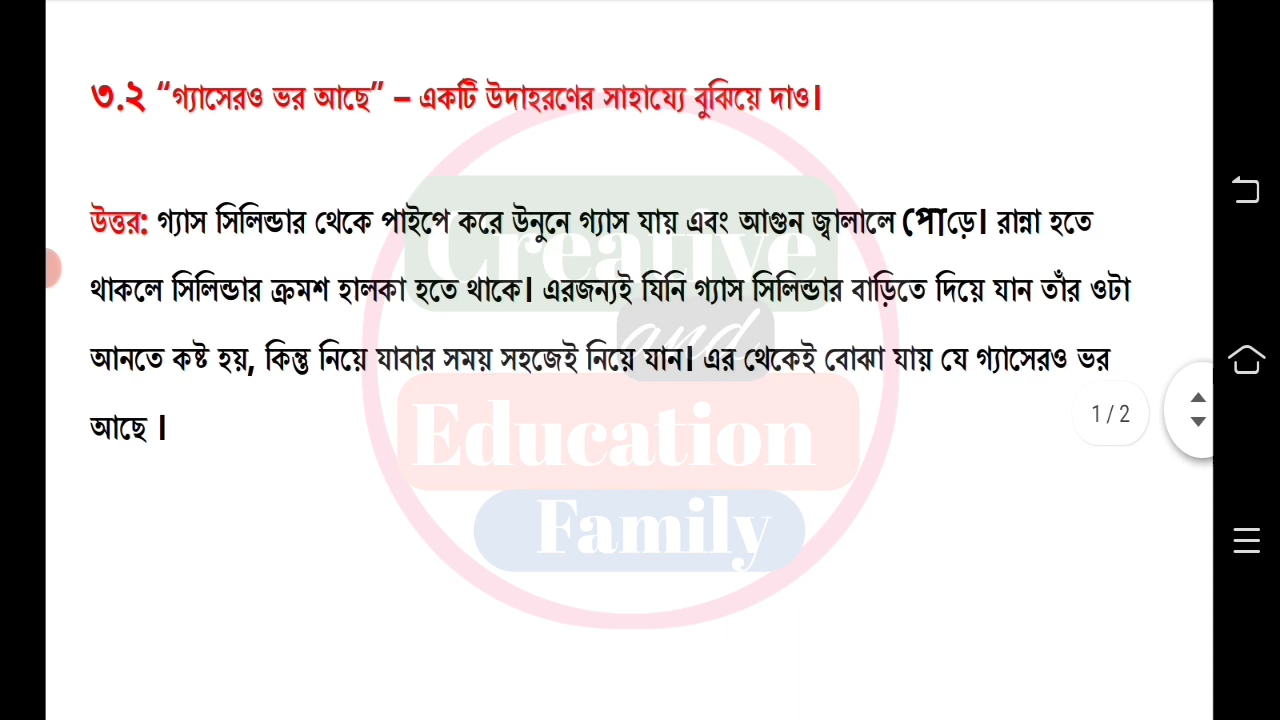 ৩.২ “গ্যাসেরও ভর আছে” – একটি উদাহরণের সাহায্যে বুঝিয়ে দাও।
উত্তর: গ্যাস সিলিন্ডার থেকে পাইপে করে উনুনে গ্যাস যায় এবং আগুন জ্বালালে পোড়ে। রান্না হতে
থাকলে সিলিন্ডার ক্রমশ হালকা হতে থাকে। এরজন্যই যিনি গ্যাস সিলিন্ডার বাড়িতে দিয়ে যান তাঁর ওটা
আনতে কষ্ট হয়, কিন্তু নিয়ে যাবার সময় সহজেই নিয়ে যান। এর থেকেই বোঝা যায় যে গ্যাসেরও ভর
আছে ।
1 / 2
Creative
and
Education
Family